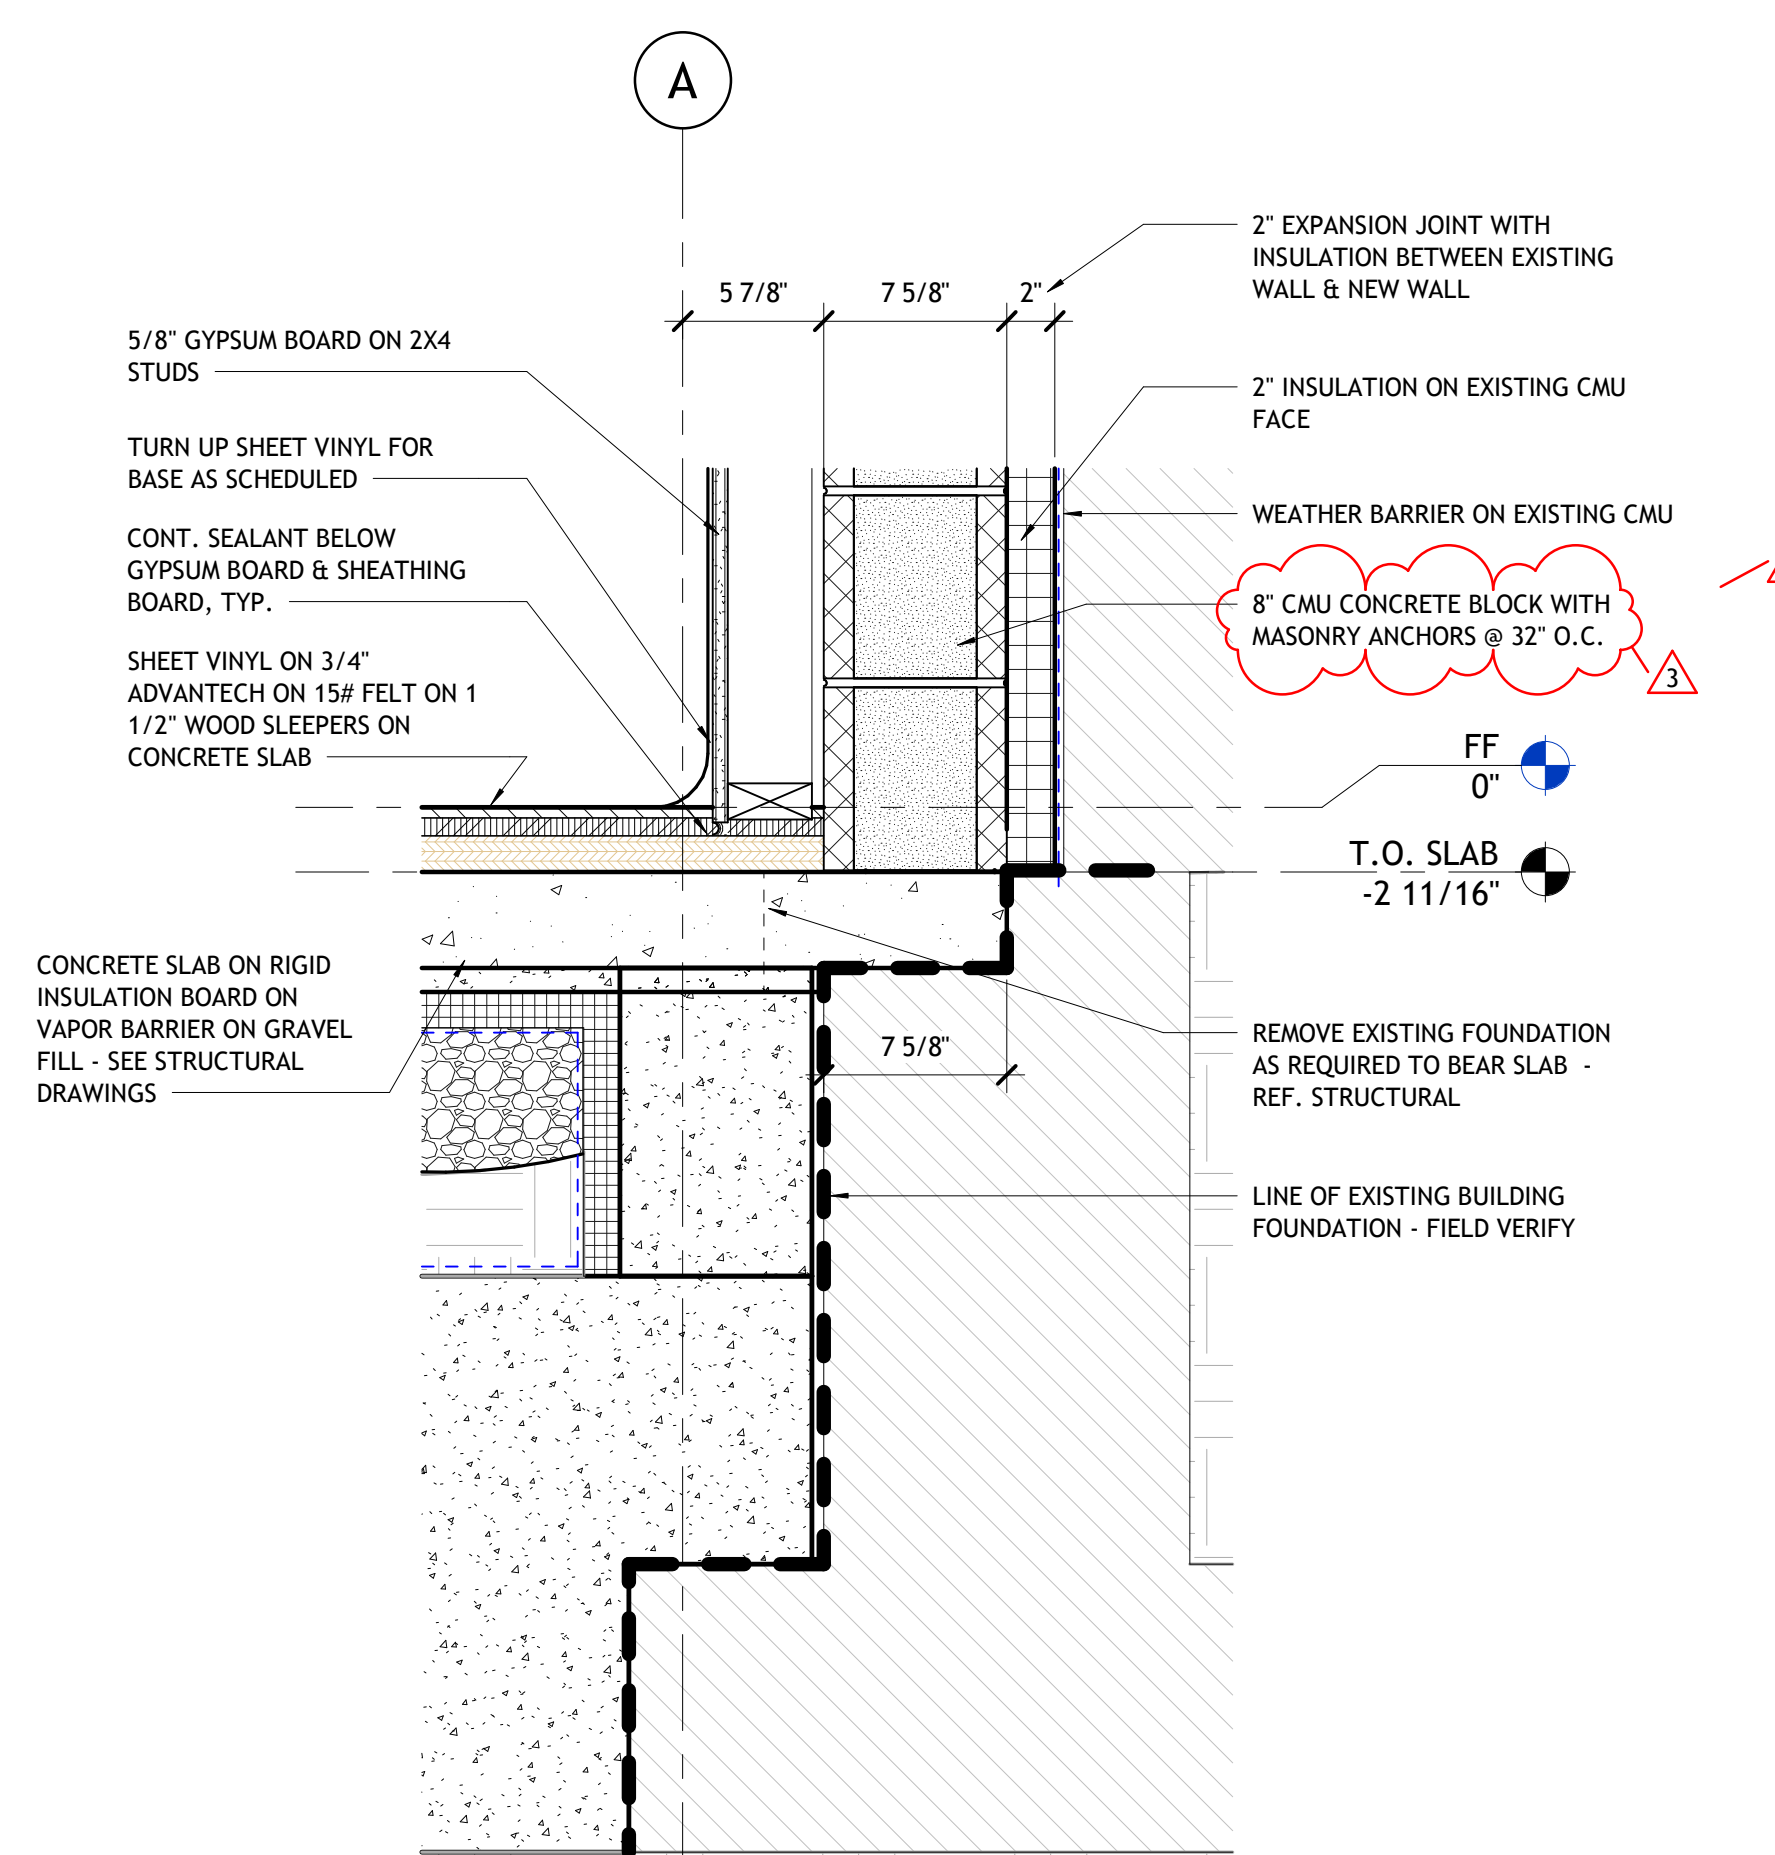 A
5 7/8"
7 5/8"
2"
2" EXPANSION JOINT WITH
INSULATION BETWEEN EXISTING
WALL & NEW WALL
5/8" GYPSUM BOARD ON 2X4
STUDS
2" INSULATION ON EXISTING CMU
FACE
TURN UP SHEET VINYL FOR
BASE AS SCHEDULED
WEATHER BARRIER ON EXISTING CMU
CONT. SEALANT BELOW
GYPSUM BOARD & SHEATHING
BOARD, TYP.
8" CMU CONCRETE BLOCK WITH
MASONRY ANCHORS @ 32" O.C.
3
SHEET VINYL ON 3/4"
ADVANTECH ON 15# FELT ON 1
1/2" WOOD SLEEPERS ON
CONCRETE SLAB
FF
0"
T.O. SLAB
-2 11/16"
CONCRETE SLAB ON RIGID
INSULATION BOARD ON
VAPOR BARRIER ON GRAVEL
FILL - SEE STRUCTURAL
DRAWINGS
7 5/8"
REMOVE EXISTING FOUNDATION
AS REQUIRED TO BEAR SLAB -
REF. STRUCTURAL
LINE OF EXISTING BUILDING
FOUNDATION - FIELD VERIFY